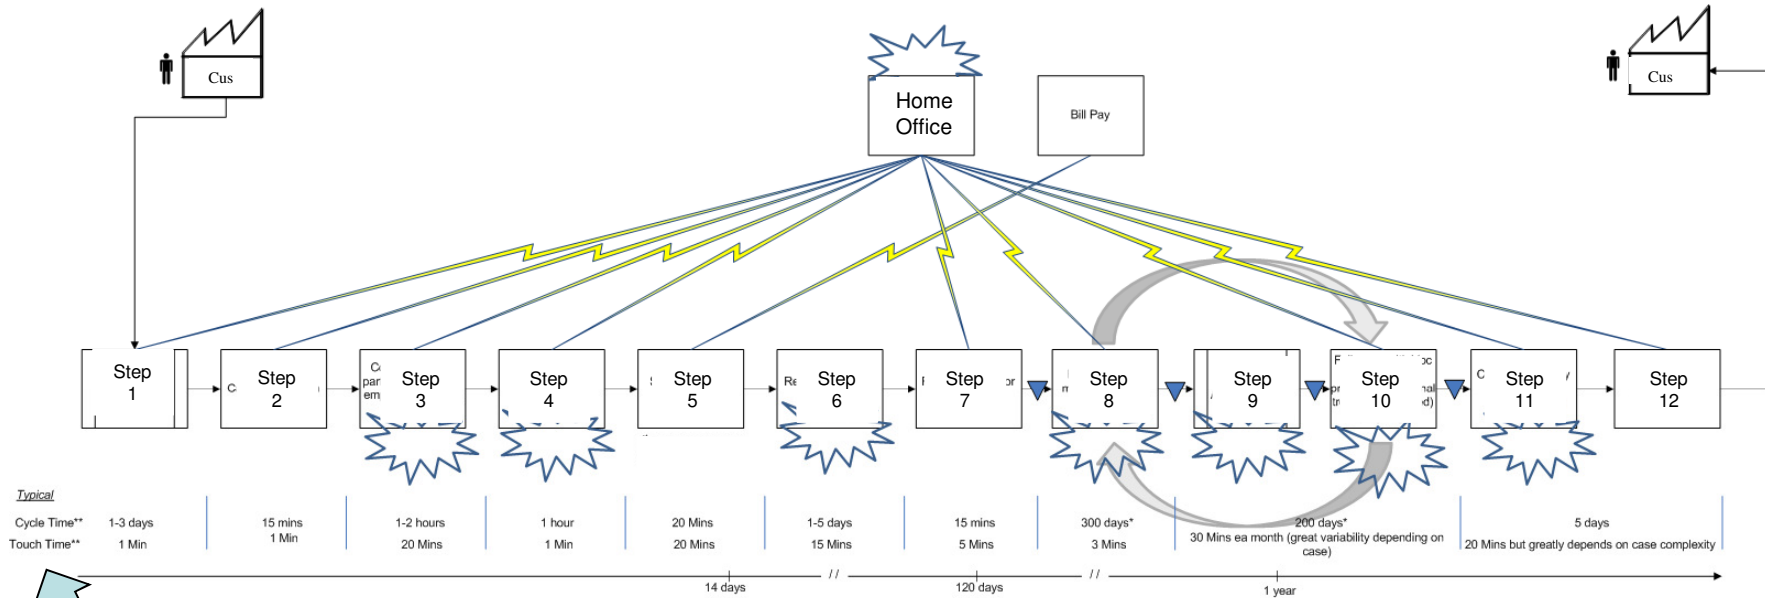 Cus
Cus
Home
Office
Bill Pay
Step
1
Step
2
Step
3
Step
4
Step
5
Step
6
Step
7
Step
8
Step
9
Step
10
Step
11
Step
12
Typical
Cycle Time** 1-3 days 15 mins 1-2 hours 1 hour 20 Mins 1-5 days 15 mins 300 days* 200 days* 5 days
Touch Time** 1 Min 1 Min 20 Mins 1 Min 20 Mins 15 Mins 5 Mins 3 Mins 30 Mins ea month (great variability depending on
case) 20 Mins but greatly depends on case complexity
14 days // 120 days // 1 year